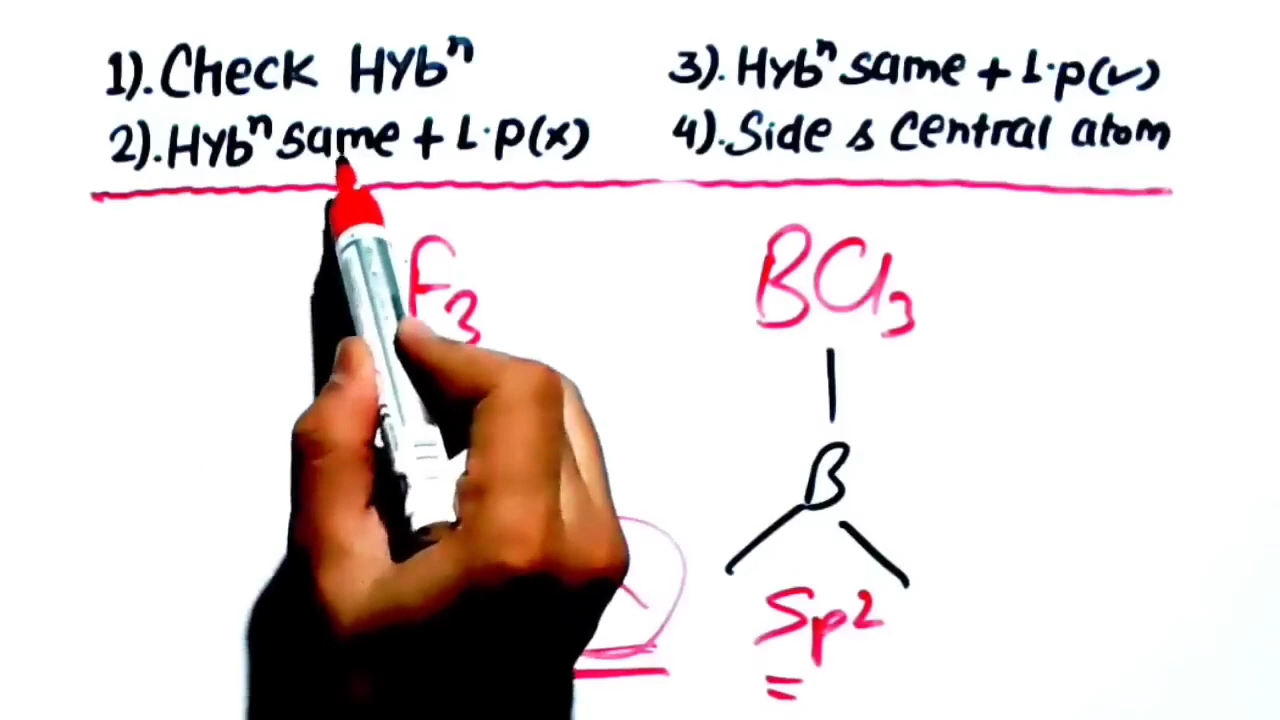 1). Check Hybⁿ
2). Hybⁿ same + L.p(x)
3). Hybⁿ same + L.p(✓)
4). Side & Central atom
F₃
BCl₃
B
Sp²